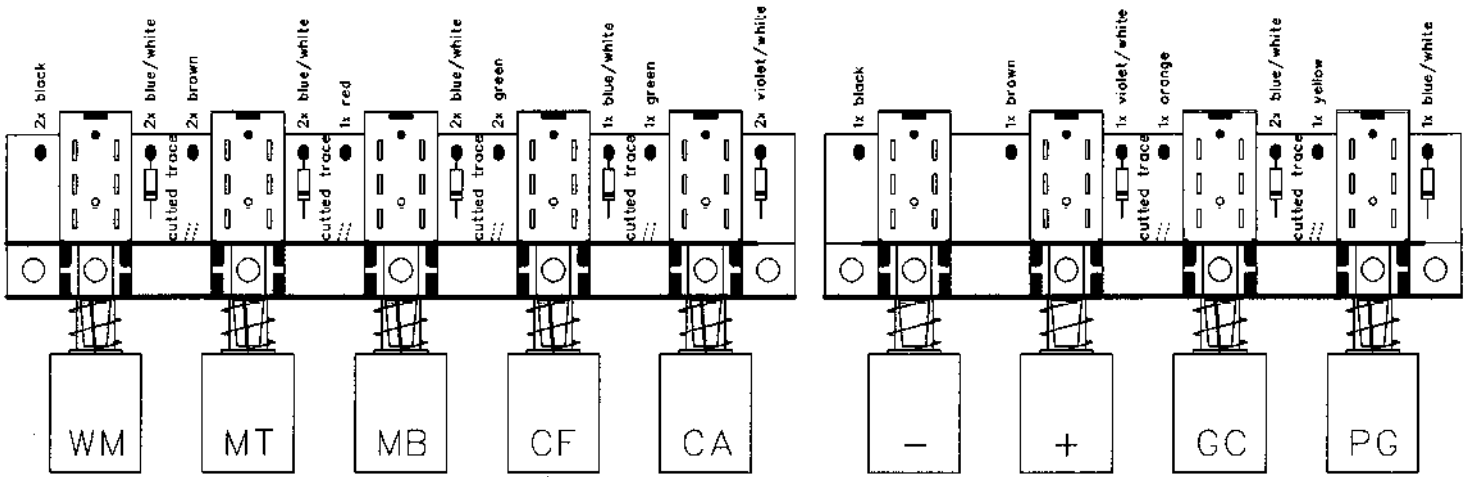 2x black
2x blue/white
2x brown
2x blue/white
1x red
2x blue/white
2x green
1x blue/white
1x green
2x violet/white
1x black
1x brown
1x violet/white
1x orange
2x blue/white
1x yellow
1x blue/white
cutted trace
cutted trace
cutted trace
cutted trace
cutted trace
cutted trace
WM
MT
MB
CF
CA
-
+
GC
PG